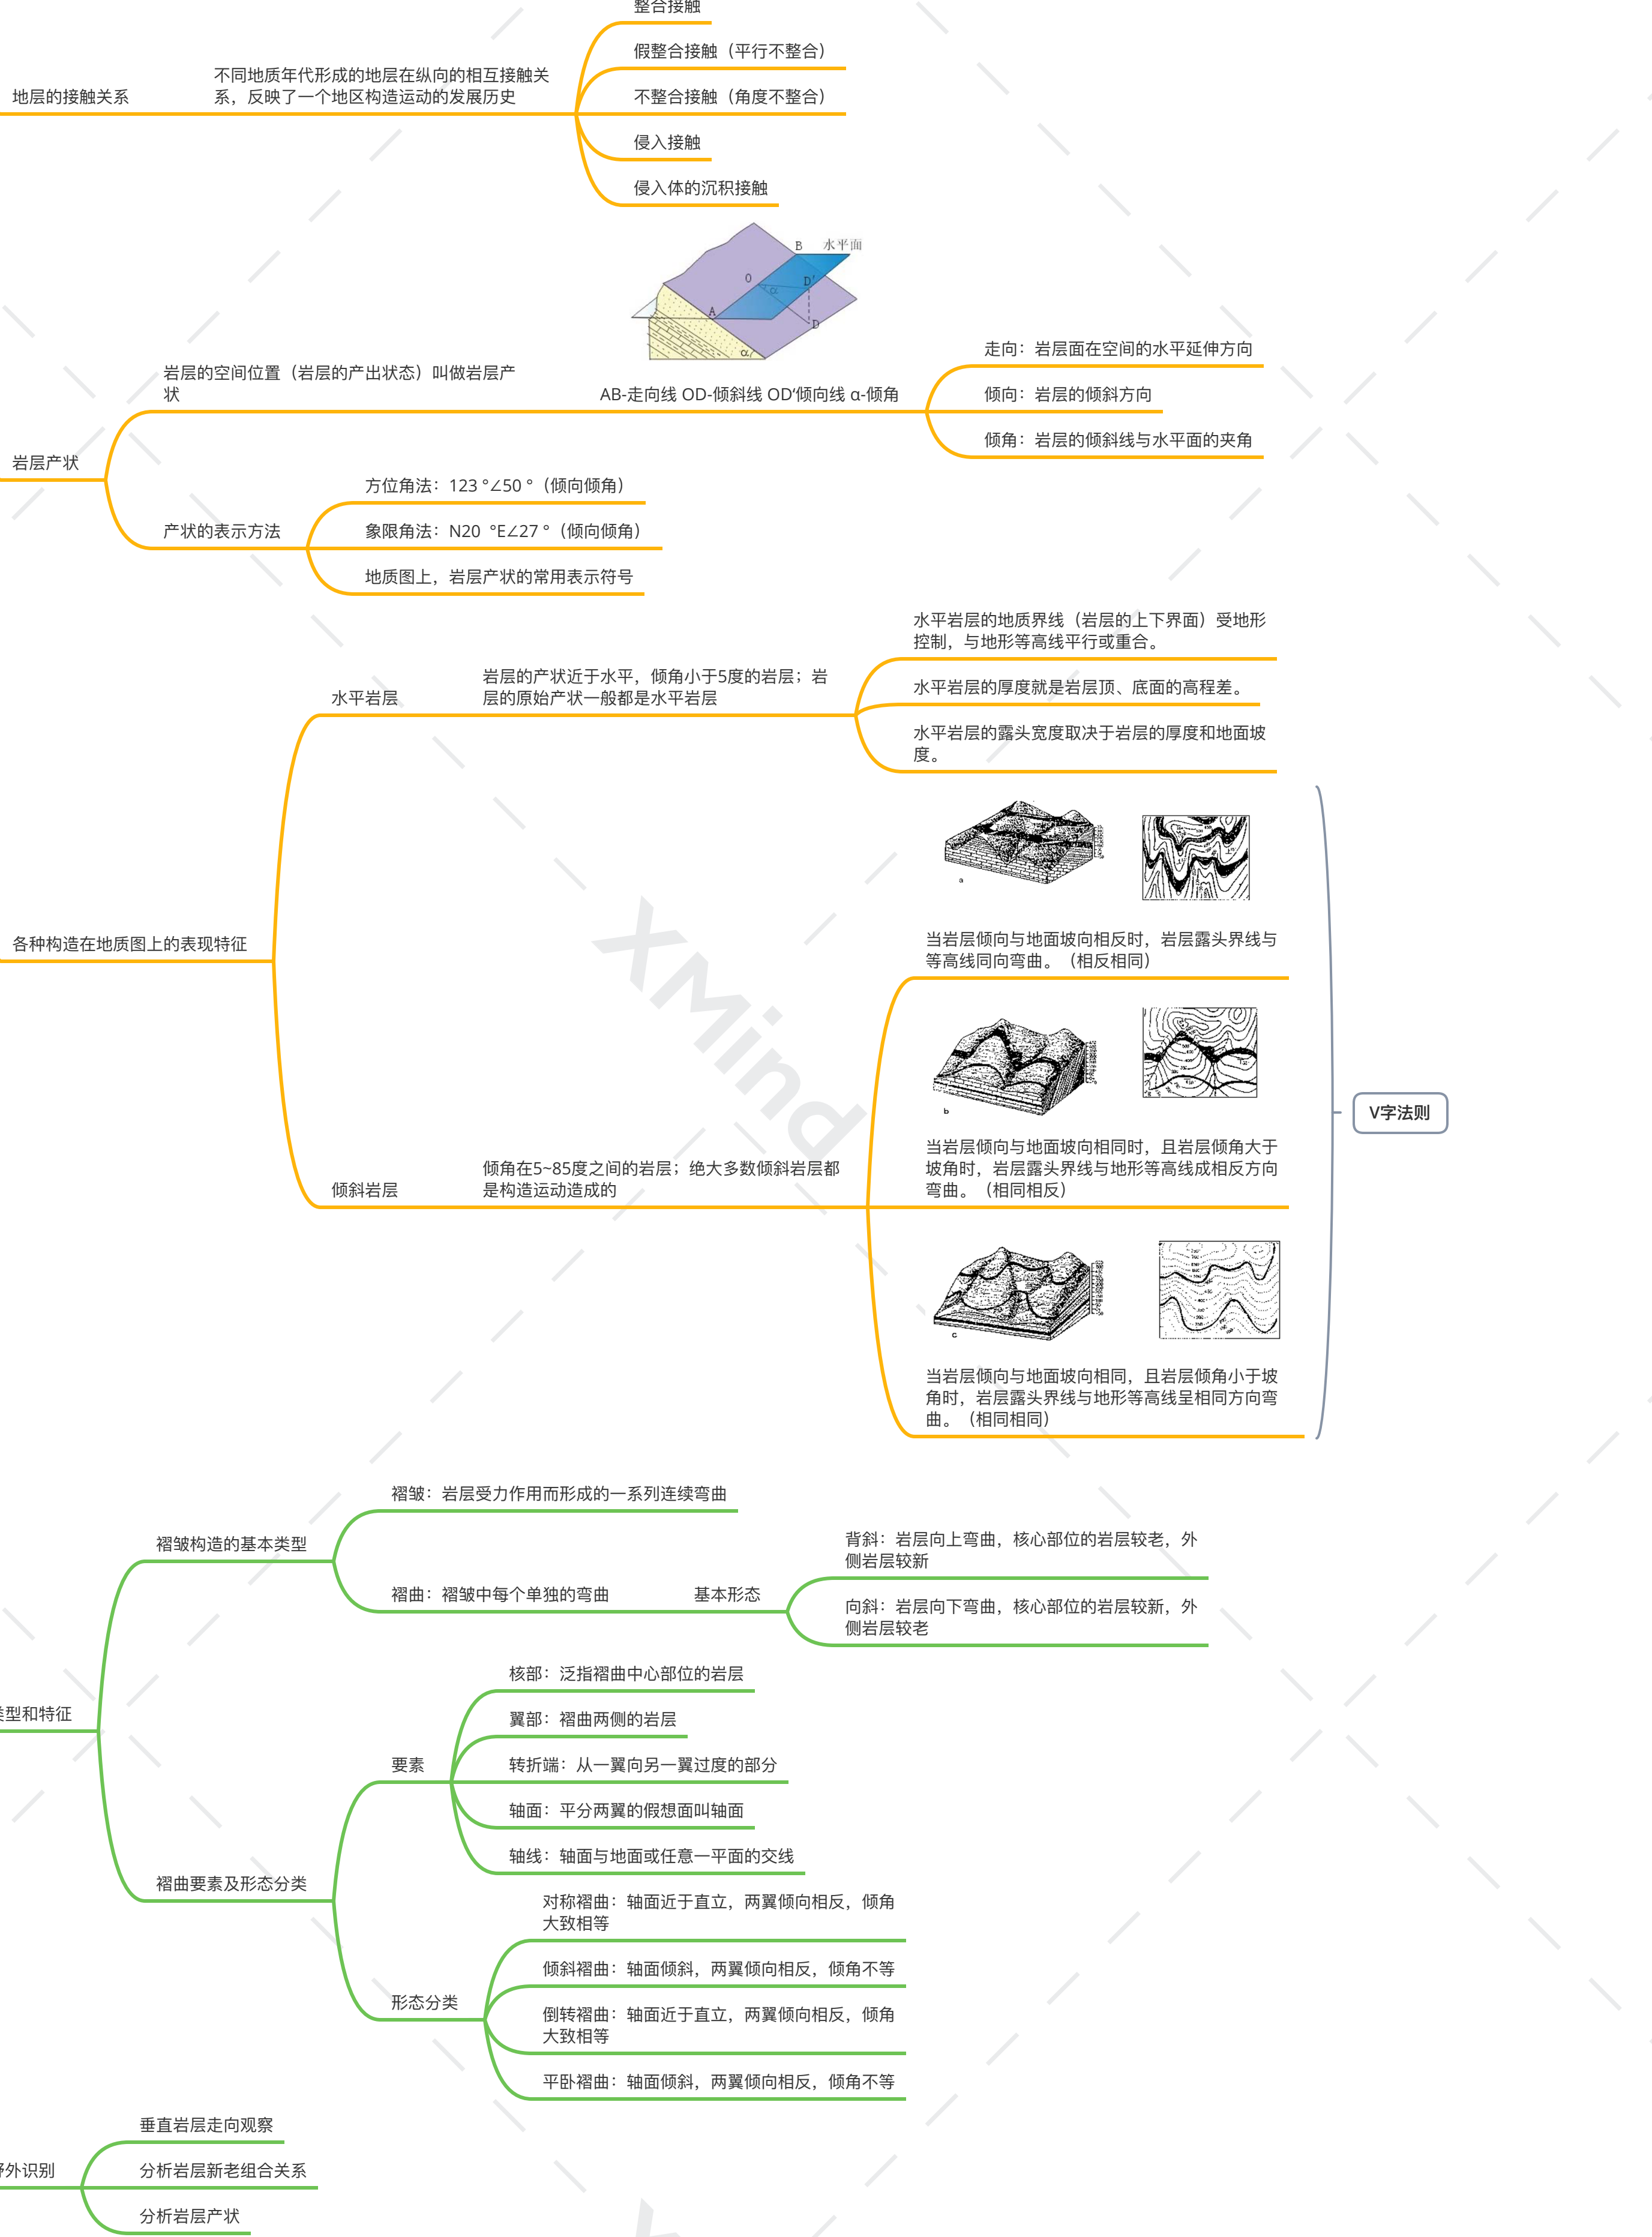 整合接触
假整合接触（平行不整合）
不同地质年代形成的地层在纵向的相互接触关
系，反映了一个地区构造运动的发展历史
地层的接触关系
不整合接触（角度不整合）
侵入接触
侵入体的沉积接触
B
水平面
O
D'
α
A
D
α
走向：岩层面在空间的水平延伸方向
岩层的空间位置（岩层的产出状态）叫做岩层产
状
AB-走向线 OD-倾斜线 OD‘倾向线 α-倾角
倾向：岩层的倾斜方向
倾角：岩层的倾斜线与水平面的夹角
岩层产状
方位角法：123 °∠50 °（倾向倾角）
产状的表示方法
象限角法：N20  °E∠27 °（倾向倾角）
地质图上，岩层产状的常用表示符号
水平岩层的地质界线（岩层的上下界面）受地形
控制，与地形等高线平行或重合。
水平岩层
岩层的产状近于水平，倾角小于5度的岩层；岩
层的原始产状一般都是水平岩层
水平岩层的厚度就是岩层顶、底面的高程差。
水平岩层的露头宽度取决于岩层的厚度和地面坡
度。
a
各种构造在地质图上的表现特征
当岩层倾向与地面坡向相反时，岩层露头界线与
等高线同向弯曲。（相反相同）
XMind
b
V字法则
当岩层倾向与地面坡向相同时，且岩层倾角大于
坡角时，岩层露头界线与地形等高线成相反方向
弯曲。（相同相反）
倾斜岩层
倾角在5~85度之间的岩层；绝大多数倾斜岩层都
是构造运动造成的
c
当岩层倾向与地面坡向相同，且岩层倾角小于坡
角时，岩层露头界线与地形等高线呈相同方向弯
曲。（相同相同）
褶皱：岩层受力作用而形成的一系列连续弯曲
褶皱构造的基本类型
背斜：岩层向上弯曲，核心部位的岩层较老，外
侧岩层较新
褶曲：褶皱中每个单独的弯曲
基本形态
向斜：岩层向下弯曲，核心部位的岩层较新，外
侧岩层较老
核部：泛指褶曲中心部位的岩层
类型和特征
翼部：褶曲两侧的岩层
要素
转折端：从一翼向另一翼过度的部分
轴面：平分两翼的假想面叫轴面
轴线：轴面与地面或任意一平面的交线
褶曲要素及形态分类
对称褶曲：轴面近于直立，两翼倾向相反，倾角
大致相等
倾斜褶曲：轴面倾斜，两翼倾向相反，倾角不等
形态分类
倒转褶曲：轴面近于直立，两翼倾向相反，倾角
大致相等
平卧褶曲：轴面倾斜，两翼倾向相反，倾角不等
垂直岩层走向观察
野外识别
分析岩层新老组合关系
分析岩层产状